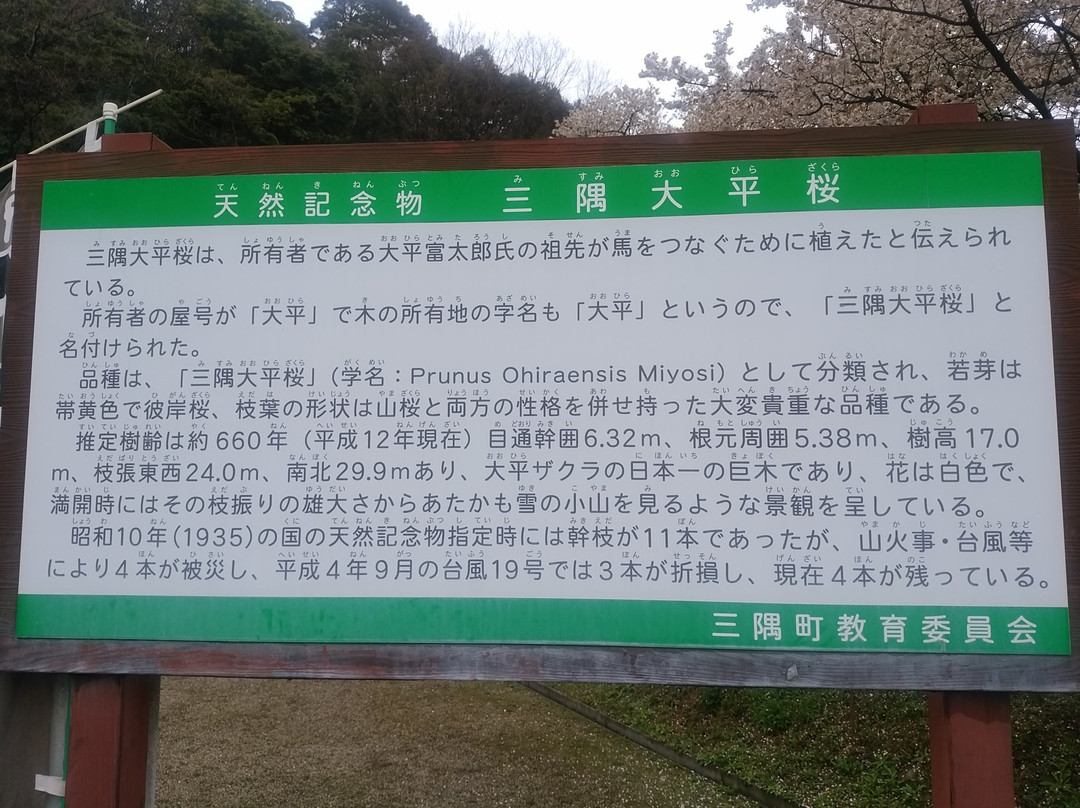 天然記念物 三隅大平桜
三隅大平桜は、所有者である大平富太郎氏の祖先が馬をつなぐために植えたと伝えられ
ている。
所有者の屋号が「大平」で木の所有地の字名も「大平」というので、「三隅大平桜」と
名付けられた。
品種は、「三隅大平桜」(学名:Prunus Ohiraensis Miyosi)として分類され、若芽は
帯黄色で彼岸桜、枝葉の形状は山桜と両方の性格を併せ持った大変貴重な品種である。
推定樹齢は約660年(平成12年現在)目通幹囲6.32m、根元周囲5.38m、樹高17.0
m、枝張東西24.0m、南北29.9mあり、大平ザクラの日本一の巨木であり、花は白色で、
満開時にはその枝振りの雄大さからあたかも雪の小山を見るような景観を呈している。
昭和10年(1935)の国の天然記念物指定時には幹枝が11本であったが、山火事・台風等
により4本が被災し、平成4年9月の台風19号では3本が折損し、現在4本が残っている。
三隅町教育委員会